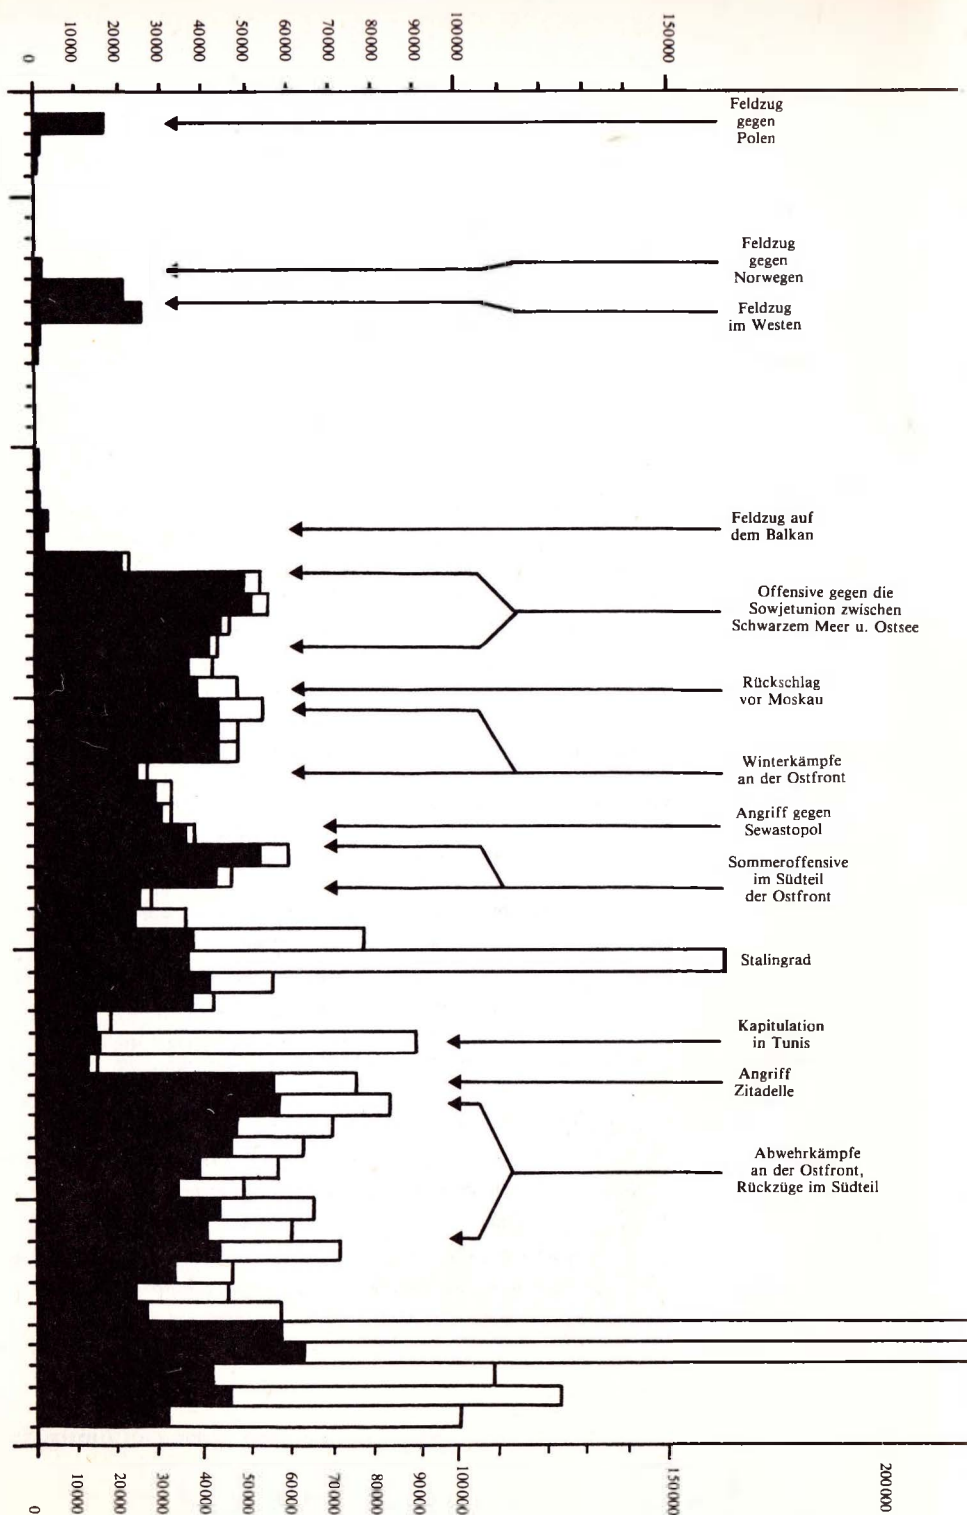 0
10000
20000
30000
40000
50000
60000
70000
80000
90000
100000
150000
Feldzug
gegen
Polen
Feldzug
gegen
Norwegen
Feldzug
im Westen
Feldzug auf
dem Balkan
Offensive gegen die
Sowjetunion zwischen
Schwarzem Meer u. Ostsee
Rückschlag
vor Moskau
Winterkämpfe
an der Ostfront
Angriff gegen
Sewastopol
Sommeroffensive
im Südteil
der Ostfront
Stalingrad
Kapitulation
in Tunis
Angriff
Zitadelle
Abwehrkämpfe
an der Ostfront,
Rückzüge im Südteil
0
10000
20000
30000
40000
50000
60000
70000
80000
90000
100000
150000
200000